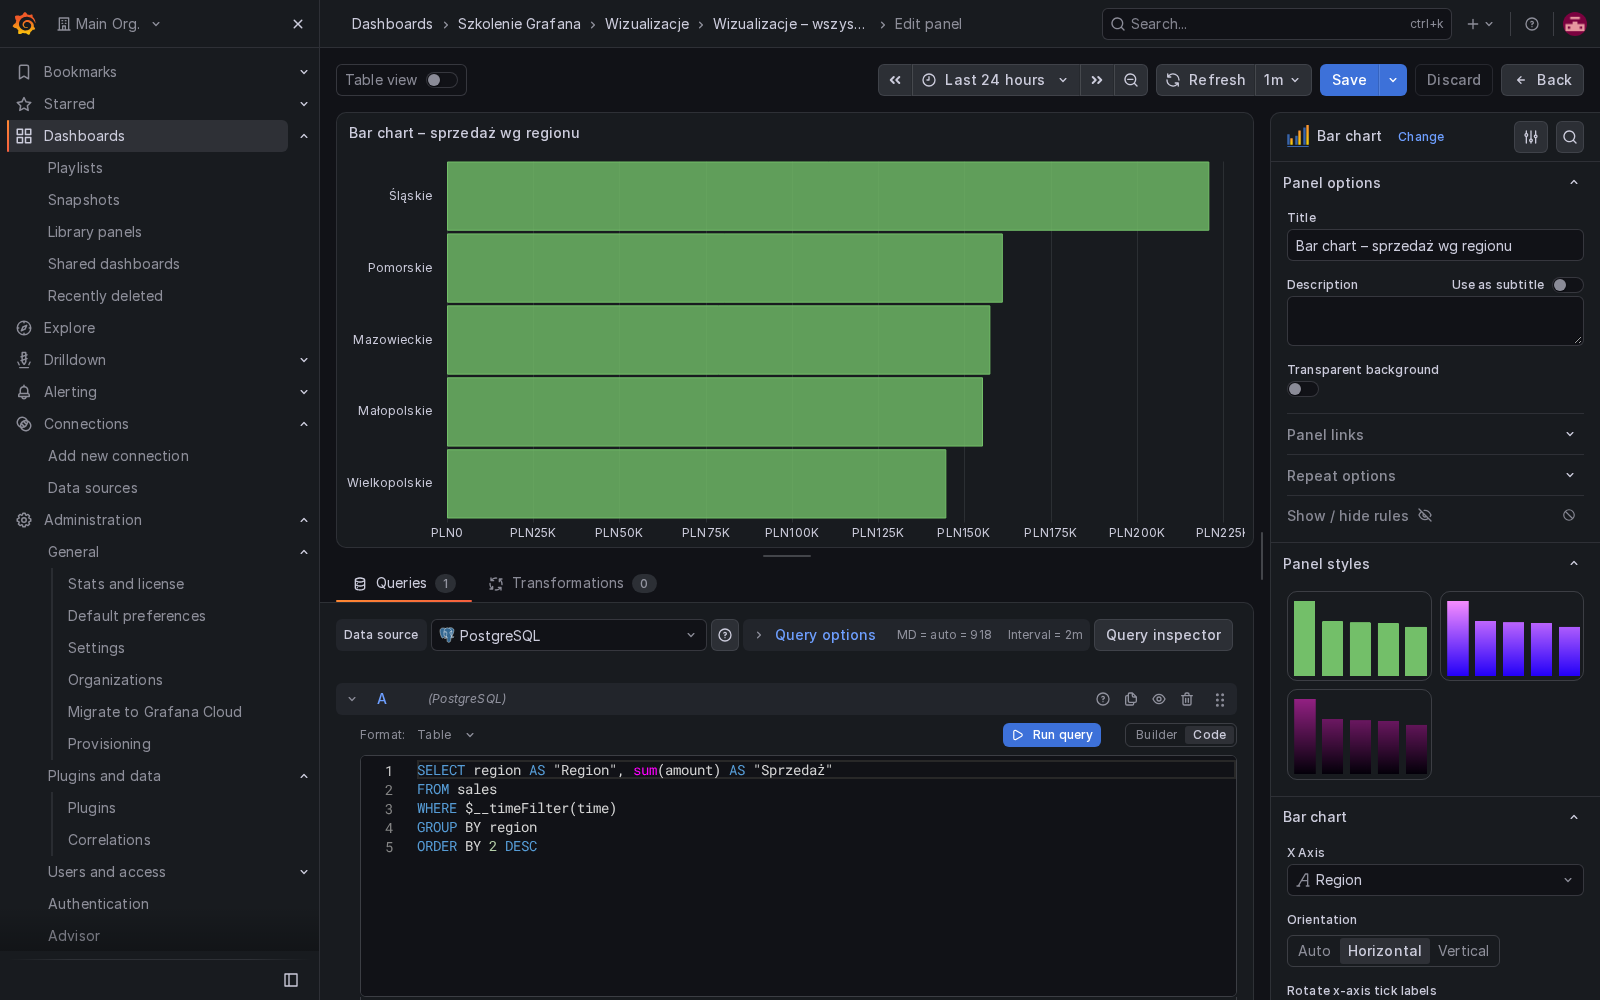 Main Org.
Dashboards > Szkolenie Grafana > Wizualizacje > Wizualizacje – wszys... > Edit panel
Search...
ctrl+k
Bookmarks
Starred
Dashboards
Playlists
Snapshots
Library panels
Shared dashboards
Recently deleted
Explore
Drilldown
Alerting
Connections
Add new connection
Data sources
Administration
General
Stats and license
Default preferences
Settings
Organizations
Migrate to Grafana Cloud
Provisioning
Plugins and data
Plugins
Correlations
Users and access
Authentication
Advisor
Table view
Last 24 hours
Refresh
1m
Save
Discard
Back
Bar chart – sprzedaż wg regionu
Śląskie
Pomorskie
Mazowieckie
Małopolskie
Wielkopolskie
PLN0 PLN25K PLN50K PLN75K PLN100K PLN125K PLN150K PLN175K PLN200K PLN225K
Queries 1
Transformations 0
Data source
PostgreSQL
Query options
MD = auto = 918
Interval = 2m
Query inspector
A
(PostgreSQL)
Format: Table
Run query
Builder
Code
1 SELECT region AS "Region", sum(amount) AS "Sprzedaż"
2 FROM sales
3 WHERE $__timeFilter(time)
4 GROUP BY region
5 ORDER BY 2 DESC
Bar chart
Change
Panel options
Title
Bar chart – sprzedaż wg regionu
Description
Use as subtitle
Transparent background
Panel links
Repeat options
Show / hide rules
Panel styles
Bar chart
X Axis
Region
Orientation
Auto
Horizontal
Vertical
Rotate x-axis tick labels